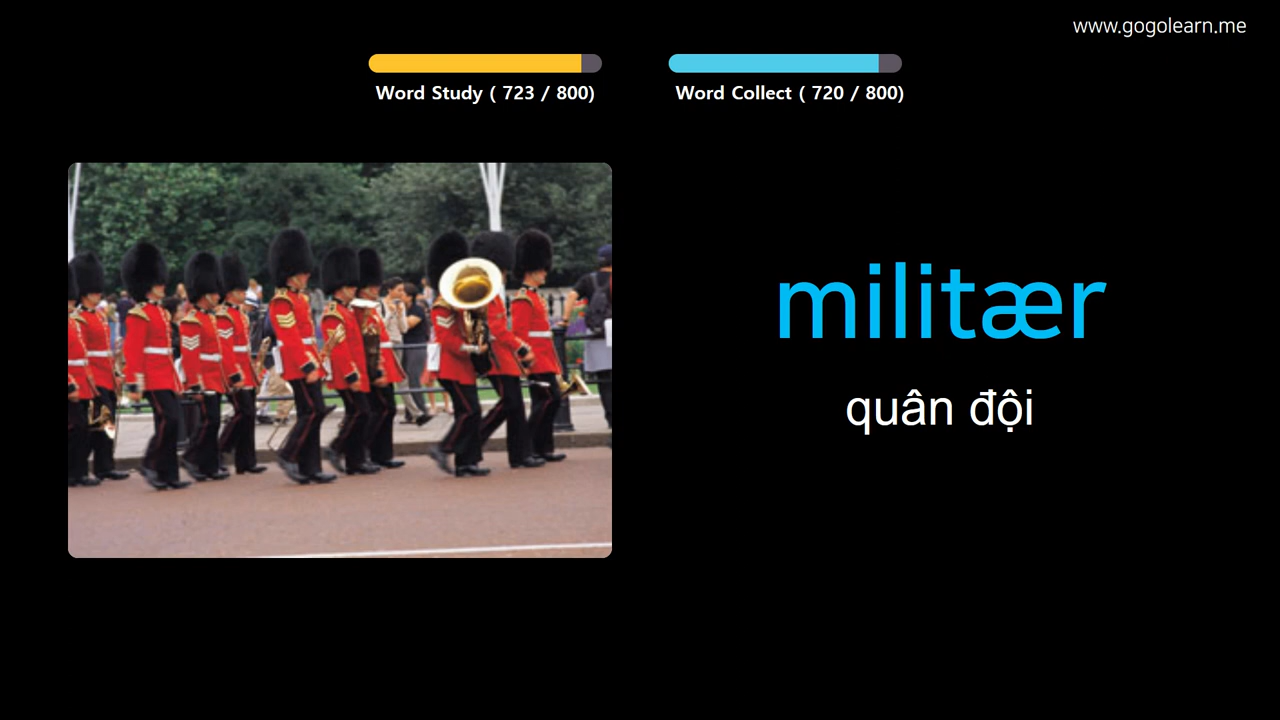 www.gogolearn.me
Word Study ( 723 / 800)
Word Collect ( 720 / 800)
militær
quân đội